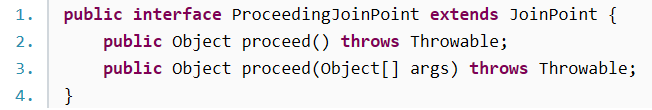 1. public interface ProceedingJoinPoint extends JoinPoint {
2. public Object proceed() throws Throwable;
3. public Object proceed(Object[] args) throws Throwable;
4. }